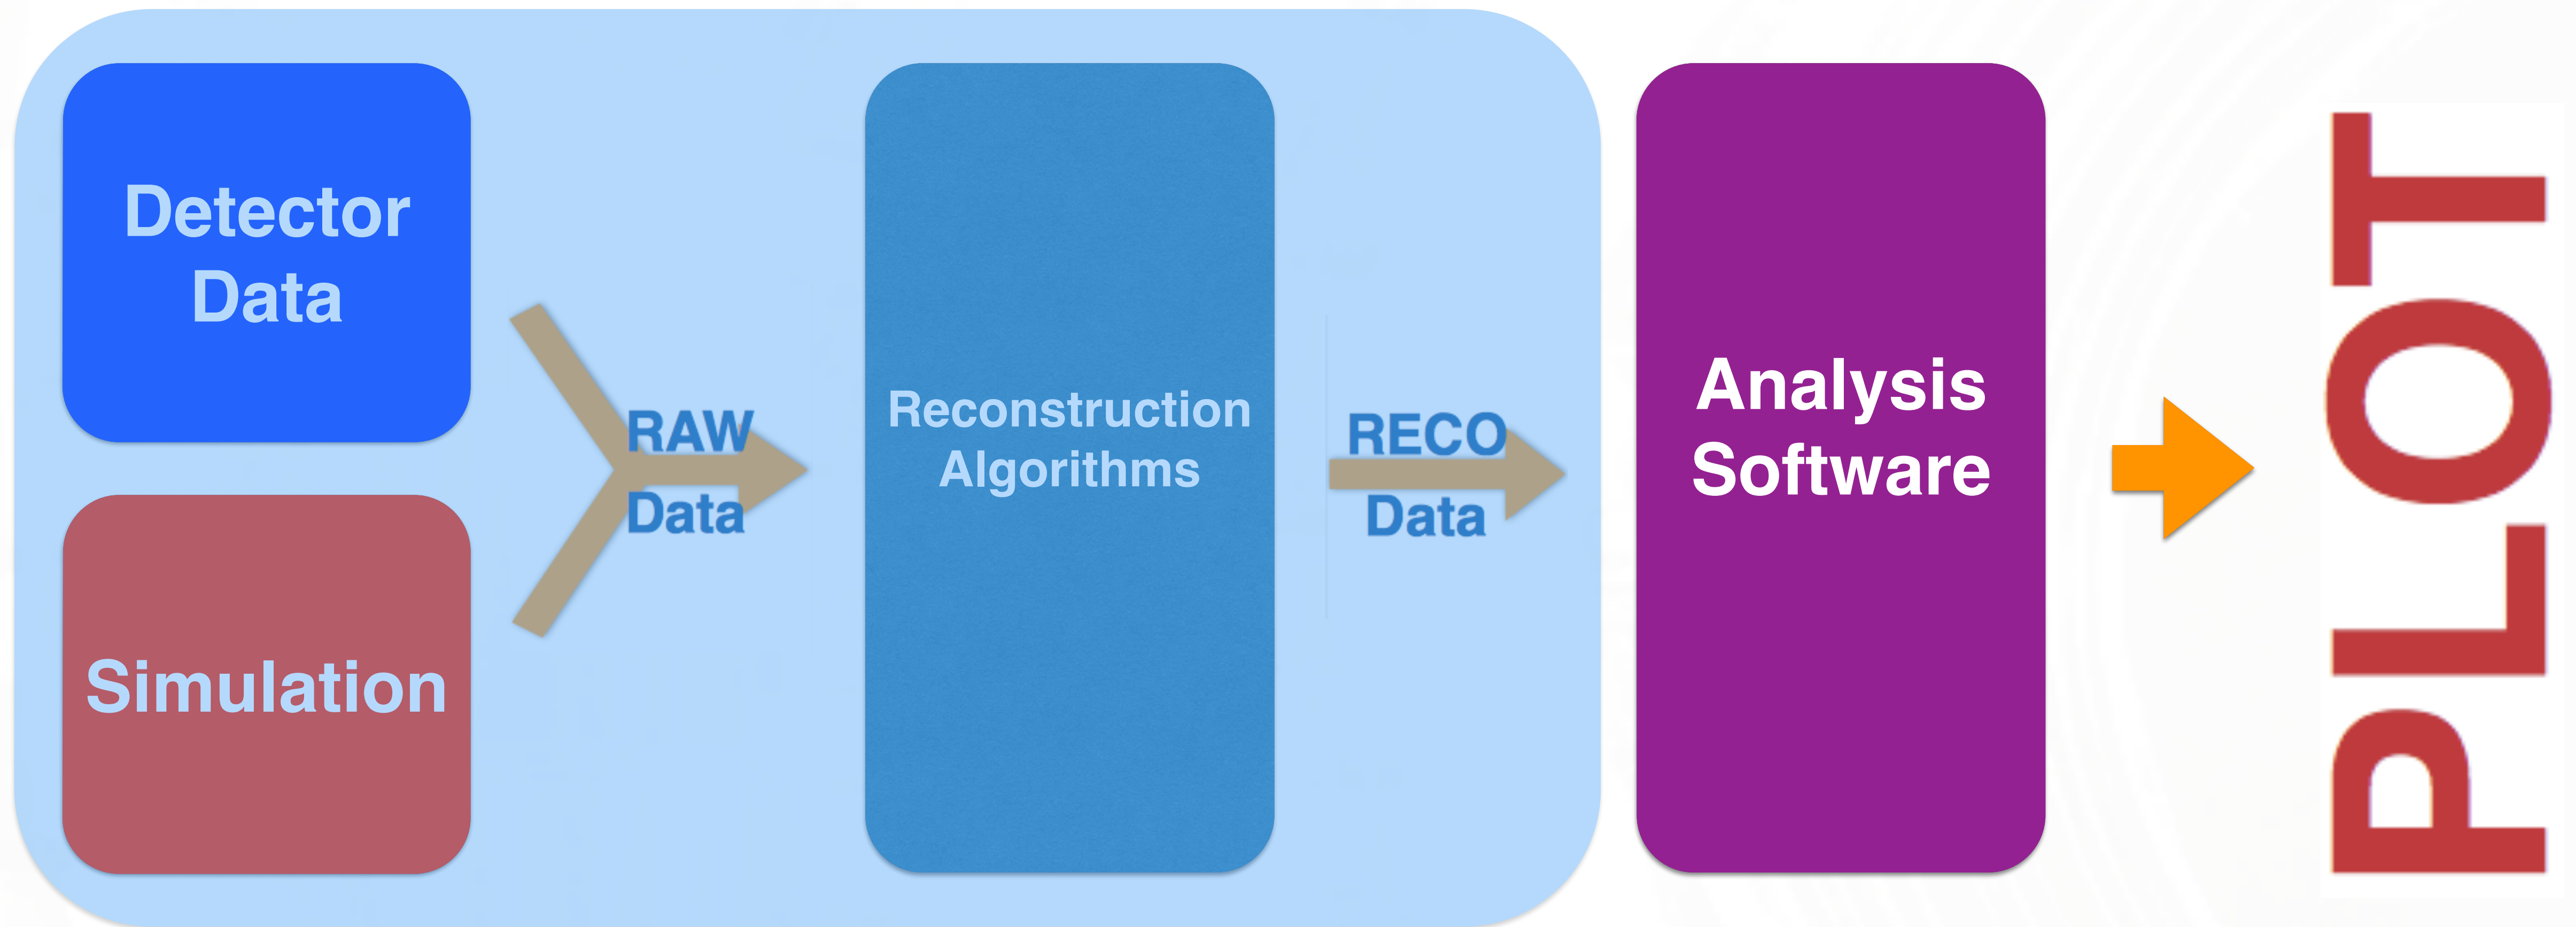 Detector
Data
Simulation
RAW
Data
Reconstruction
Algorithms
RECO
Data
Analysis
Software
PLOT